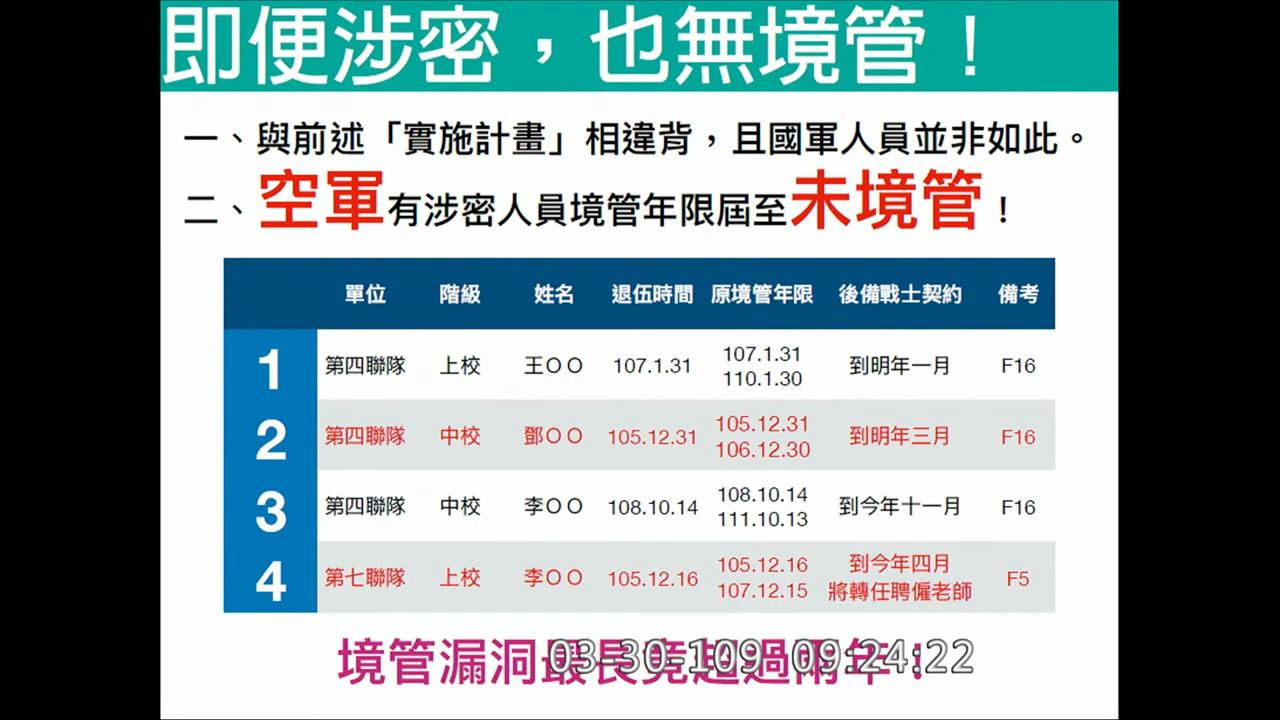 即便涉密，也無境管！
一、與前述「實施計畫」相違背，且國軍人員並非如此。
二、空軍有涉密人員境管年限屆至未境管！
單位 階級 姓名 退伍時間 原境管年限 後備戰士契約 備考
1 第四聯隊 上校 王ＯＯ 107.1.31 107.1.31 到明年一月 F16
110.1.30
2 第四聯隊 中校 鄧ＯＯ 105.12.31 105.12.31 到明年三月 F16
106.12.30
3 第四聯隊 中校 李ＯＯ 108.10.14 108.10.14 到今年十一月 F16
111.10.13
4 第七聯隊 上校 李ＯＯ 105.12.16 105.12.16 到今年四月 F5
107.12.15 將轉任聘僱老師
境管漏洞最長竟超過兩年！
03-30-109 09:24:22